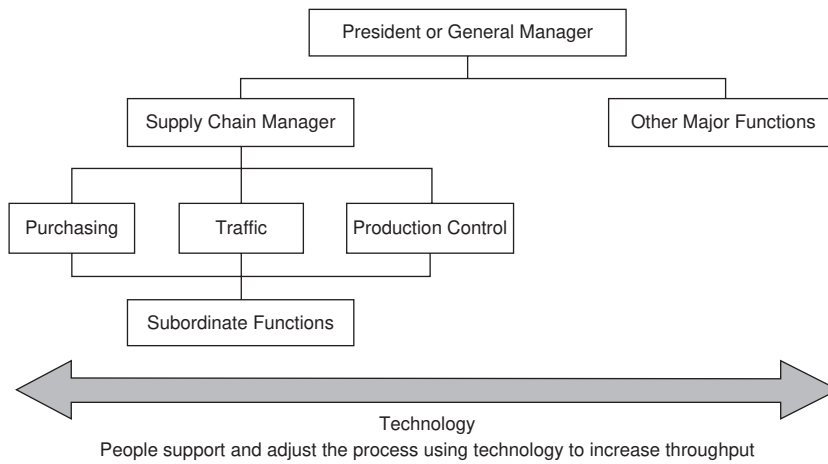 President or General Manager
Supply Chain Manager
Other Major Functions
Purchasing
Traffic
Production Control
Subordinate Functions
Technology
People support and adjust the process using technology to increase throughput